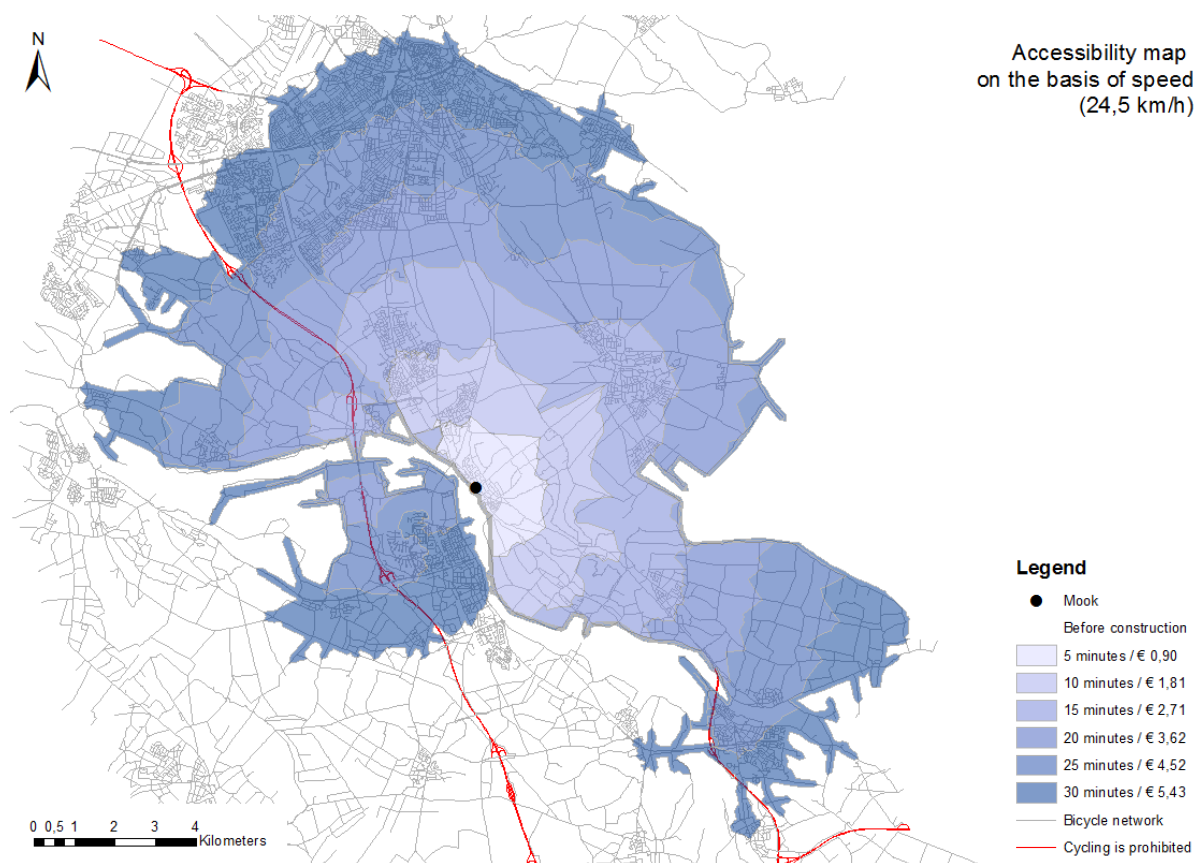 N
Accessibility map
on the basis of speed
(24,5 km/h)
Legend
Mook
Before construction
5 minutes / € 0,90
10 minutes / € 1,81
15 minutes / € 2,71
20 minutes / € 3,62
25 minutes / € 4,52
30 minutes / € 5,43
Bicycle network
Cycling is prohibited
0 0,5 1 2 3 4
Kilometers